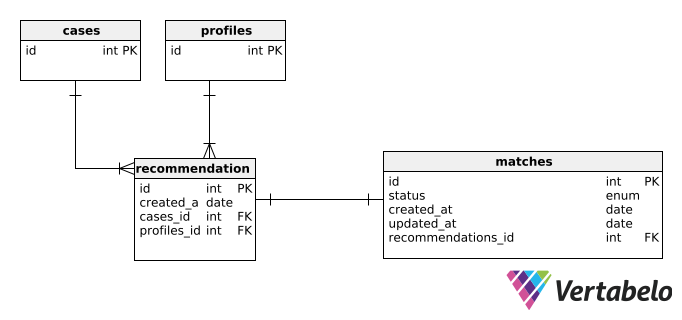 cases
id int PK
profiles
id int PK
recommendation
id int PK
created_a date
cases_id int FK
profiles_id int FK
matches
id int PK
status enum
created_at date
updated_at date
recommendations_id int FK
Vertabelo